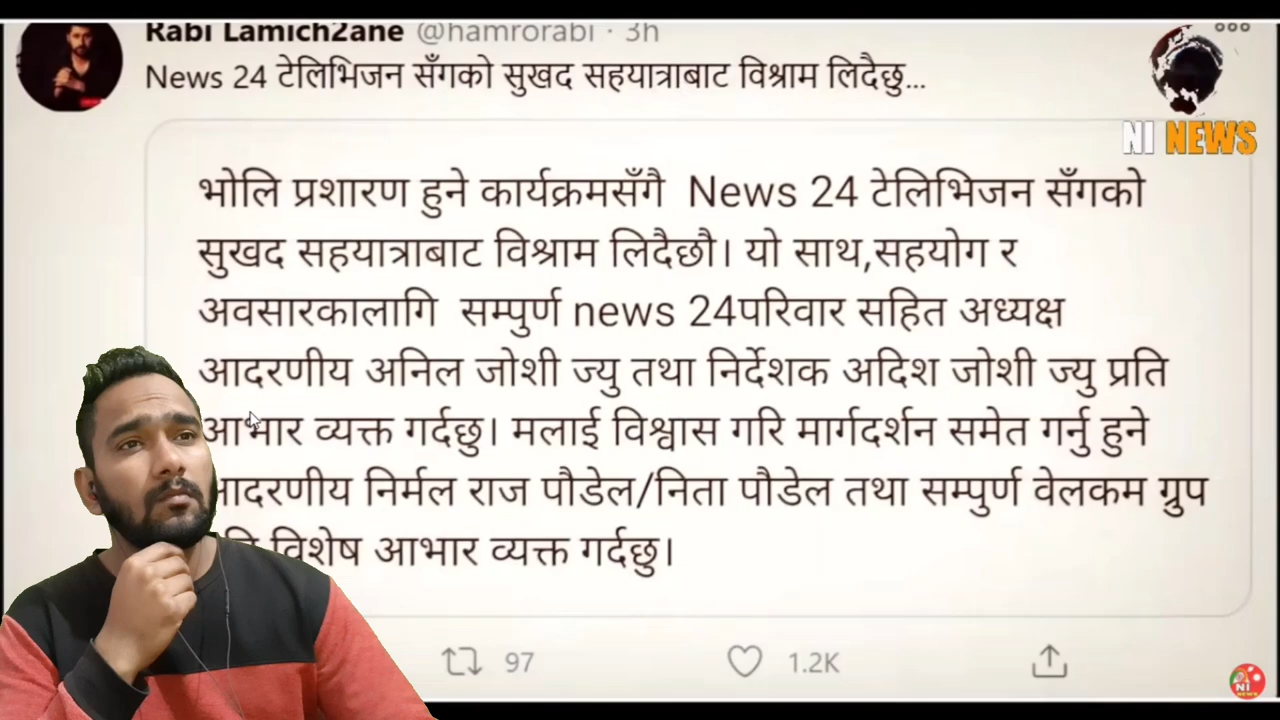 Rabi Lamich2ane @hamrorabi · 3h
News 24 टेलिभिजन सँगको सुखद सहयात्राबाट विश्राम लिदैछु...
NI NEWS
भोलि प्रशारण हुने कार्यक्रमसँगै News 24 टेलिभिजन सँगको
सुखद सहयात्राबाट विश्राम लिदैछौ। यो साथ,सहयोग र
अवसारकालागि सम्पुर्ण news 24परिवार सहित अध्यक्ष
आदरणीय अनिल जोशी ज्यु तथा निर्देशक अदिश जोशी ज्यु प्रति
आभार व्यक्त गर्दछु। मलाई विश्वास गरि मार्गदर्शन समेत गर्नु हुने
आदरणीय निर्मल राज पौडेल/निता पौडेल तथा सम्पुर्ण वेलकम ग्रुप
विशेष आभार व्यक्त गर्दछु।
97 1.2K
NI NEWS